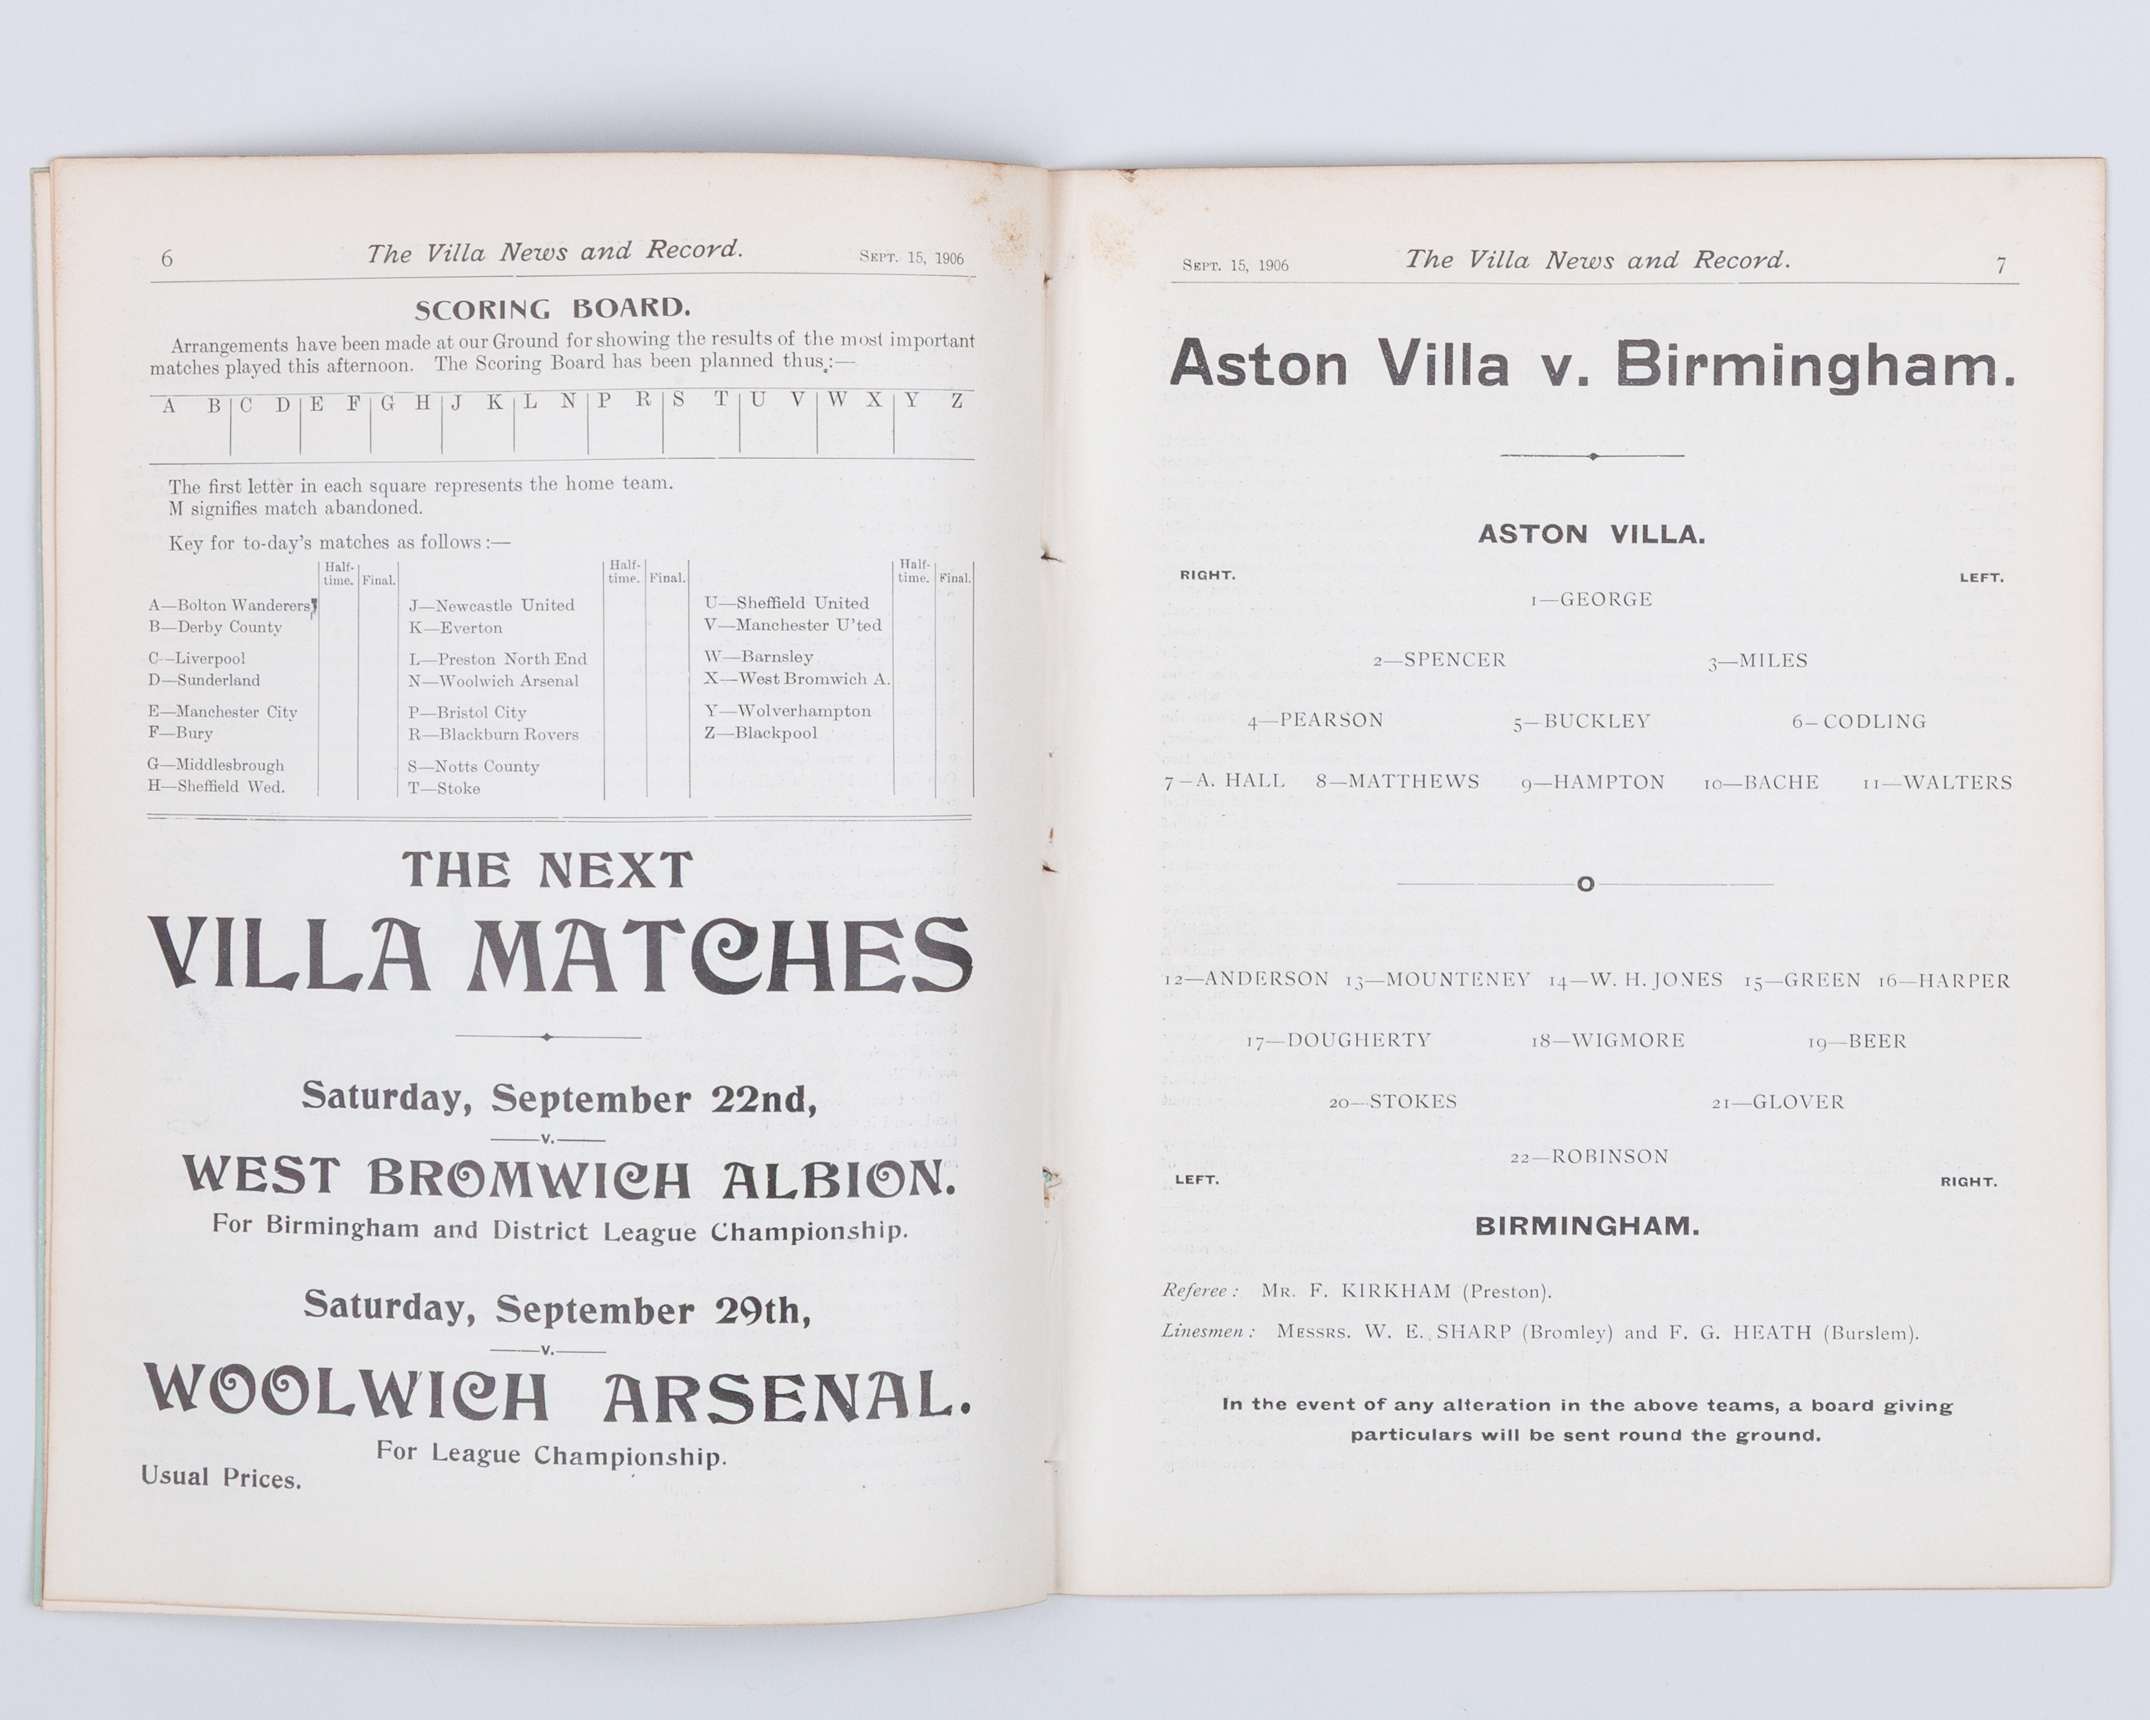 6 The Villa News and Record. SEPT. 15, 1906
SCORING BOARD.
Arrangements have been made at our Ground for showing the results of the most important
matches played this afternoon. The Scoring Board has been planned thus:—
A B C D E F G H J K L N P R S T U V W X Y Z
The first letter in each square represents the home team.
M signifies match abandoned.
Key for to-day's matches as follows:—
Half-time. Final. Half-time. Final. Half-time. Final.
A—Bolton Wanderers J—Newcastle United U—Sheffield United
B—Derby County K—Everton V—Manchester U'ted
C—Liverpool L—Preston North End W—Barnsley
D—Sunderland N—Woolwich Arsenal X—West Bromwich A.
E—Manchester City P—Bristol City Y—Wolverhampton
F—Bury R—Blackburn Rovers Z—Blackpool
G—Middlesbrough S—Notts County
H—Sheffield Wed. T—Stoke
THE NEXT
VILLA MATCHES
Saturday, September 22nd,
v.
WEST BROMWICH ALBION.
For Birmingham and District League Championship.
Saturday, September 29th,
v.
WOOLWICH ARSENAL.
For League Championship.
Usual Prices.
SEPT. 15, 1906 The Villa News and Record. 7
Aston Villa v. Birmingham.
ASTON VILLA.
RIGHT. LEFT.
1—GEORGE
2—SPENCER 3—MILES
4—PEARSON 5—BUCKLEY 6—CODLING
7—A. HALL 8—MATTHEWS 9—HAMPTON 10—BACHE 11—WALTERS
O
12—ANDERSON 13—MOUNTENEY 14—W. H. JONES 15—GREEN 16—HARPER
17—DOUGHERTY 18—WIGMORE 19—BEER
20—STOKES 21—GLOVER
22—ROBINSON
LEFT. RIGHT.
BIRMINGHAM.
Referee: MR. F. KIRKHAM (Preston).
Linesmen: MESSRS. W. E. SHARP (Bromley) and F. G. HEATH (Burslem).
In the event of any alteration in the above teams, a board giving
particulars will be sent round the ground.